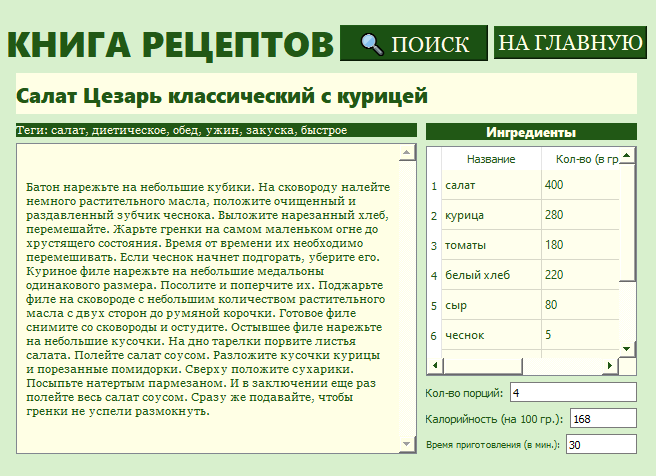 КНИГА РЕЦЕПТОВ
ПОИСК
НА ГЛАВНУЮ
Салат Цезарь классический с курицей
Теги: салат, диетическое, обед, ужин, закуска, быстрое
Батон нарежьте на небольшие кубики. На сковороду налейте
немного растительного масла, положите очищенный и
раздавленный зубчик чеснока. Выложите нарезанный хлеб,
перемешайте. Жарьте гренки на самом маленьком огне до
хрустящего состояния. Время от времени их необходимо
перемешивать. Если чеснок начнет подгорать, уберите его.
Куриное филе нарежьте на небольшие медальоны
одинакового размера. Посолите и поперчите их. Поджарьте
филе на сковороде с небольшим количеством растительного
масла с двух сторон до румяной корочки. Готовое филе
снимите со сковороды и остудите. Остывшее филе нарежьте
на небольшие кусочки. На дно тарелки порвите листья
салата. Полейте салат соусом. Разложите кусочки курицы
и порезанные помидорки. Сверху положите сухарики.
Посыпьте натертым пармезаном. И в заключении еще раз
полейте весь салат соусом. Сразу же подавайте, чтобы
гренки не успели размокнуть.
Ингредиенты
Название Кол-во (в гр.
1 салат 400
2 курица 280
3 томаты 180
4 белый хлеб 220
5 сыр 80
6 чеснок 5
Кол-во порций: 4
Калорийность (на 100 гр.): 168
Время приготовления (в мин.): 30